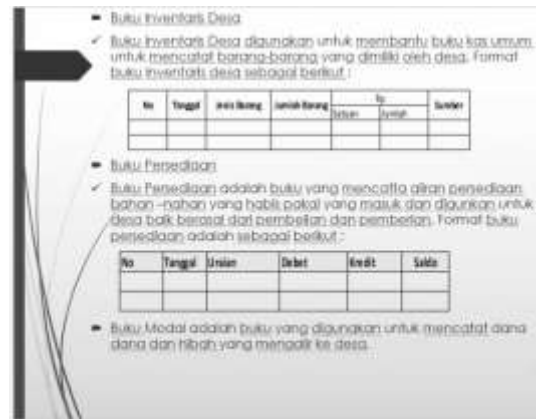 Buku Inventaris Desa
Buku Inventaris Desa digunakan untuk membantu buku kas umum
untuk mencatat barang-barang yang dimiliki oleh desa. Format
buku inventaris desa sebagai berikut :
No Tanggal Jenis Barang Jumlah Barang Rp Sumber
Satuan Jumlah
Buku Persediaan
Buku Persediaan adalah buku yang mencatta aliran persediaan
bahan –nahan yang habis pakai yang masuk dan digunkan untuk
desa baik berasal dari pembelian dan pemberian. Format buku
persediaan adalah sebagai berikut :
No Tanggal Uraian Debet Kredit Saldo
Buku Modal adalah buku yang digunakan untuk mencatat dana
dana dan hibah yang mengalir ke desa.